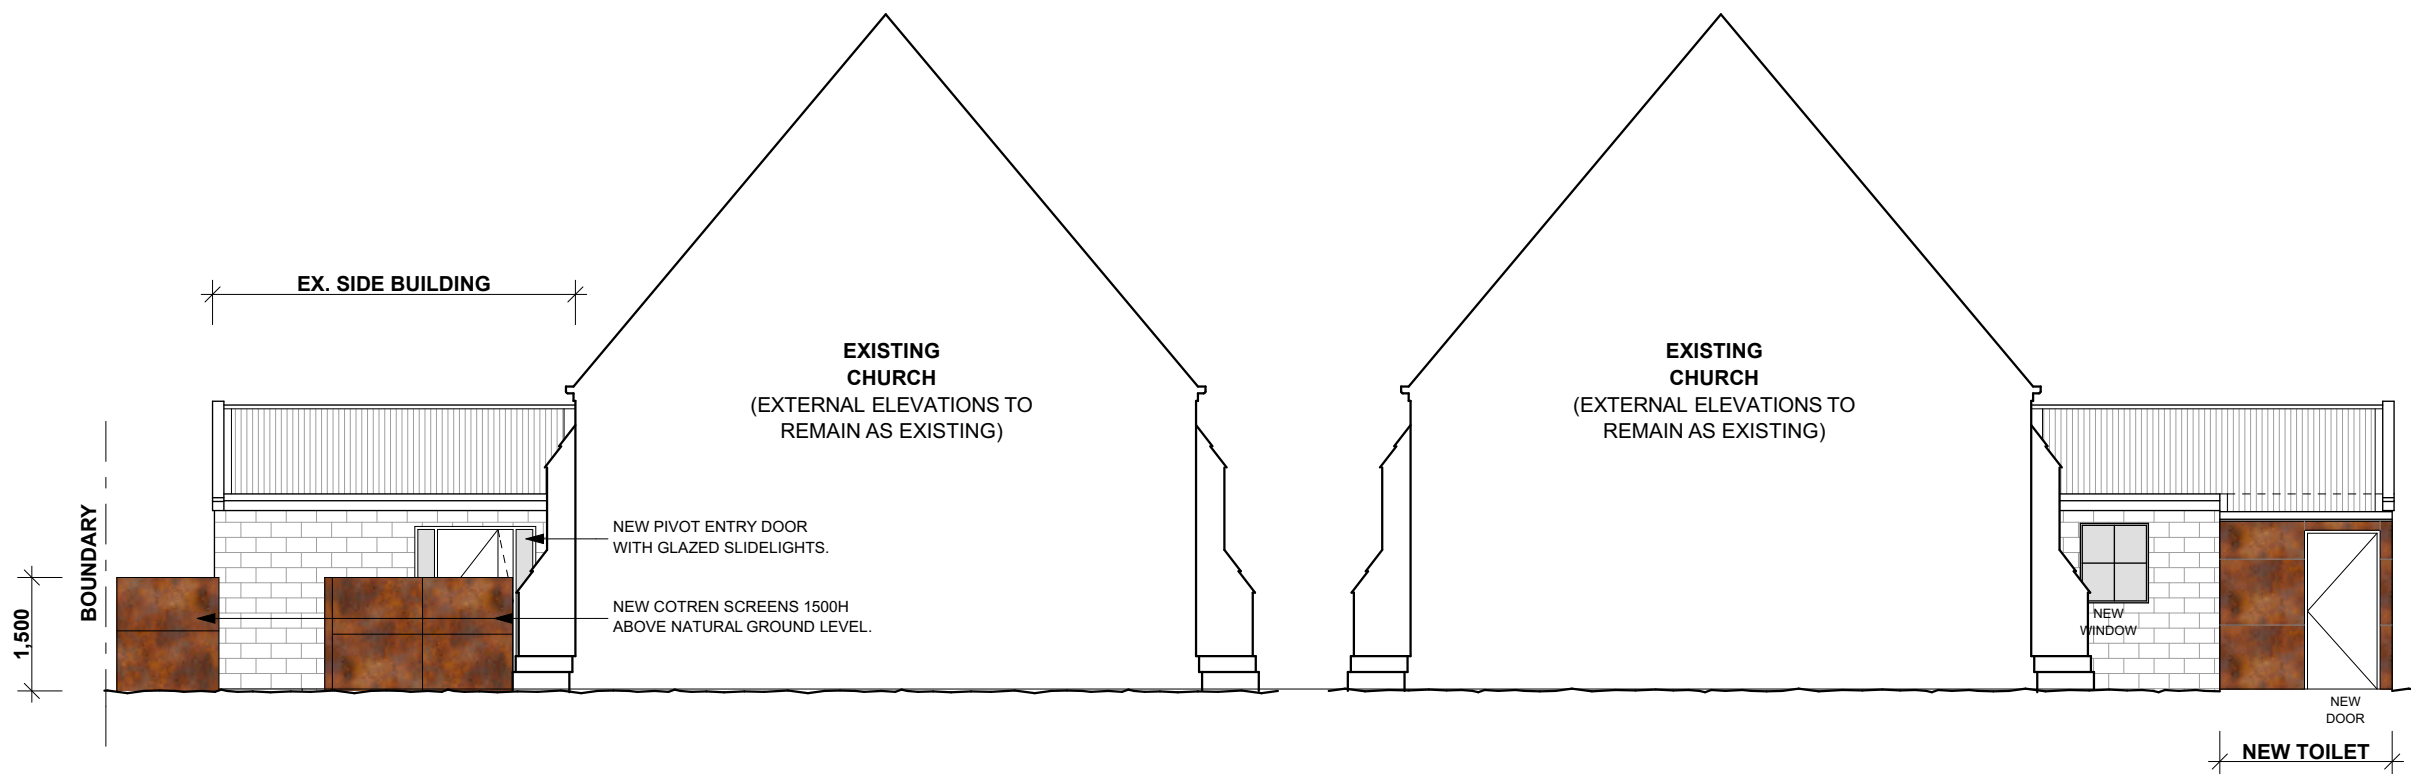 EX. SIDE BUILDING
EXISTING
CHURCH
(EXTERNAL ELEVATIONS TO
REMAIN AS EXISTING)
BOUNDARY
NEW PIVOT ENTRY DOOR
WITH GLAZED SLIDELIGHTS.
NEW COTREN SCREENS 1500H
ABOVE NATURAL GROUND LEVEL.
1,500
EXISTING
CHURCH
(EXTERNAL ELEVATIONS TO
REMAIN AS EXISTING)
NEW
WINDOW
NEW
DOOR
NEW TOILET